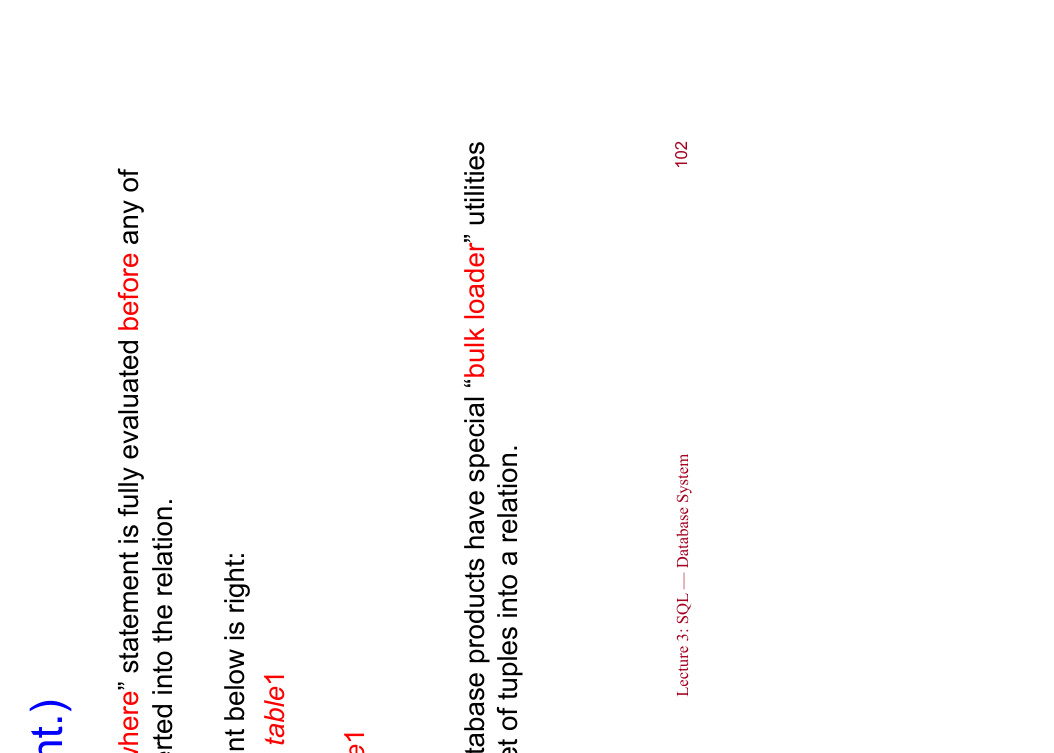 nt.)
where” statement is fully evaluated before any of
erted into the relation.
nt below is right:
table1
e1
tabase products have special “bulk loader” utilities
et of tuples into a relation.
Lecture 3: SQL — Database System
102